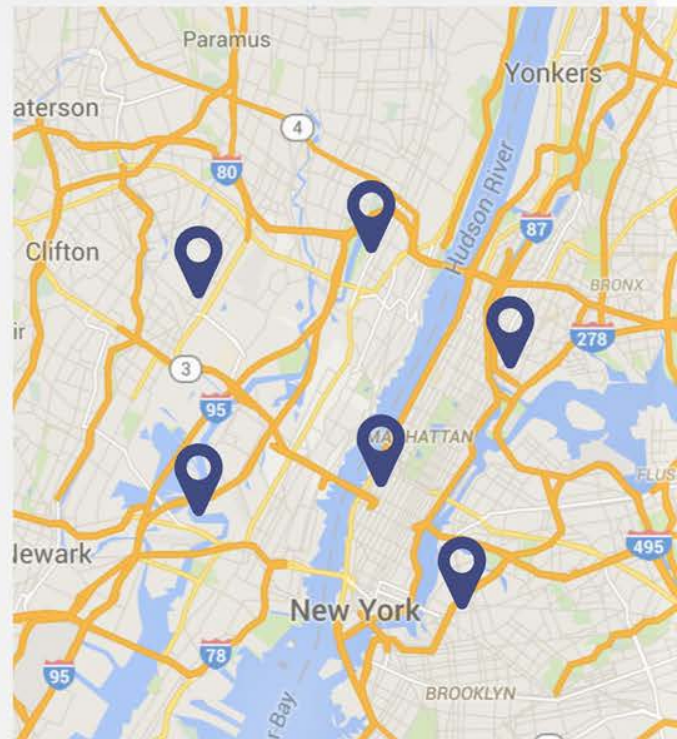 Paramus
Yonkers
aterson
4
80
Hudson River
87
Clifton
BRONX
ir
278
3
95
MANHATTAN
FLUS
495
Newark
New York
78
95
BROOKLYN
Bay